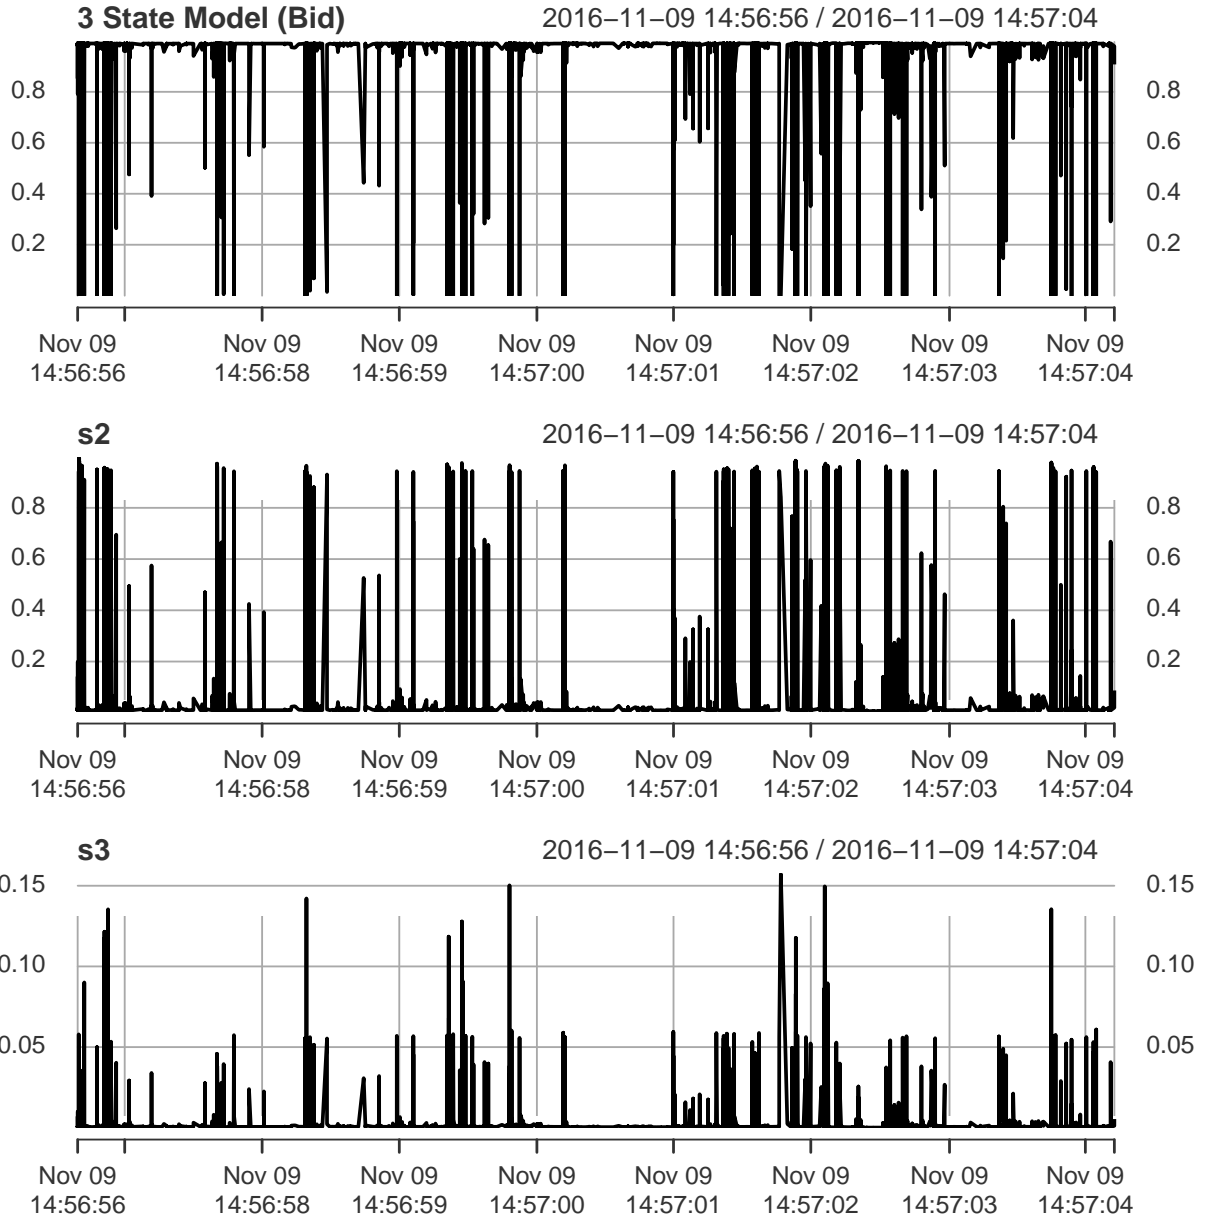 3 State Model (Bid) 2016−11−09 14:56:56 / 2016−11−09 14:57:04
0.8 0.8
0.6 0.6
0.4 0.4
0.2 0.2
Nov 09 Nov 09 Nov 09 Nov 09 Nov 09 Nov 09 Nov 09 Nov 09
14:56:56 14:56:58 14:56:59 14:57:00 14:57:01 14:57:02 14:57:03 14:57:04
s2 2016−11−09 14:56:56 / 2016−11−09 14:57:04
0.8 0.8
0.6 0.6
0.4 0.4
0.2 0.2
Nov 09 Nov 09 Nov 09 Nov 09 Nov 09 Nov 09 Nov 09 Nov 09
14:56:56 14:56:58 14:56:59 14:57:00 14:57:01 14:57:02 14:57:03 14:57:04
s3 2016−11−09 14:56:56 / 2016−11−09 14:57:04
0.15 0.15
0.10 0.10
0.05 0.05
Nov 09 Nov 09 Nov 09 Nov 09 Nov 09 Nov 09 Nov 09 Nov 09
14:56:56 14:56:58 14:56:59 14:57:00 14:57:01 14:57:02 14:57:03 14:57:04